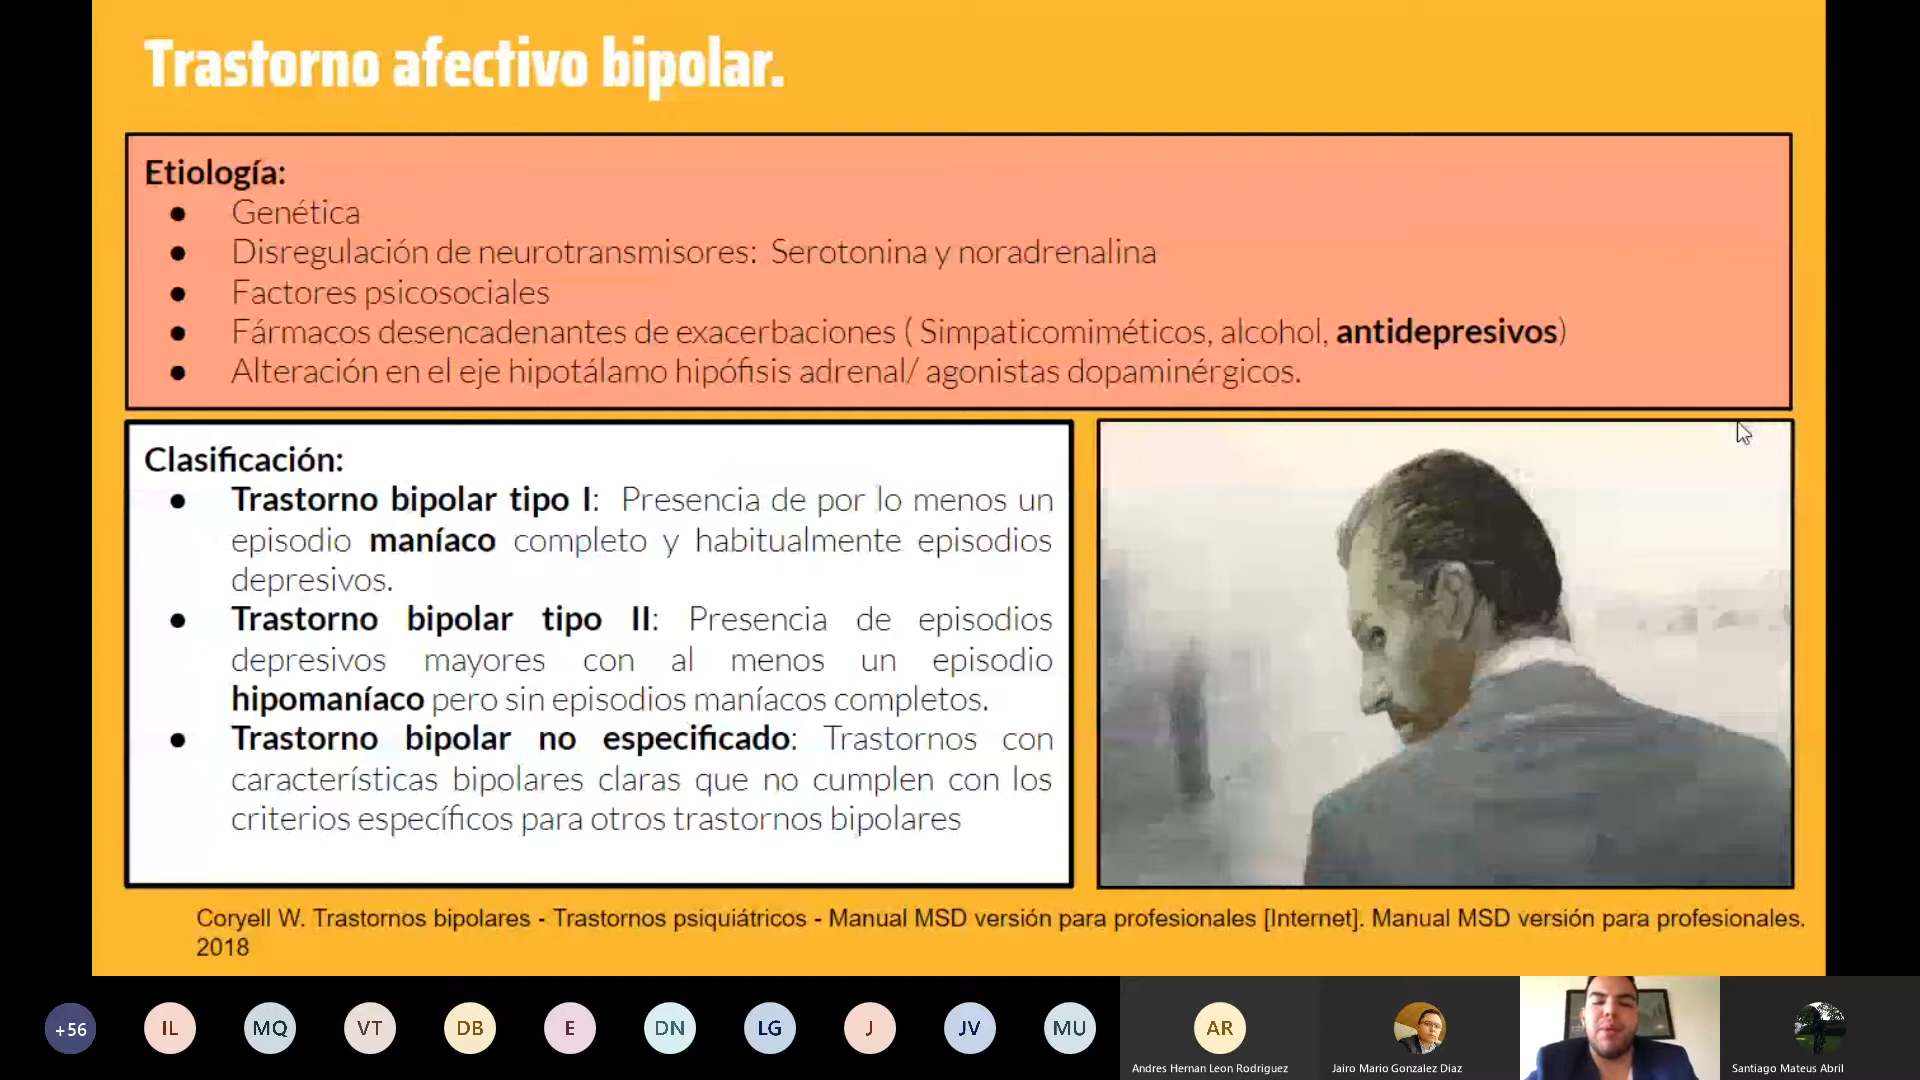 Trastorno afectivo bipolar.
Etiología:
● Genética
● Disregulación de neurotransmisores: Serotonina y noradrenalina
● Factores psicosociales
● Fármacos desencadenantes de exacerbaciones ( Simpaticomiméticos, alcohol, antidepresivos)
● Alteración en el eje hipotálamo hipófisis adrenal/ agonistas dopaminérgicos.
Clasificación:
● Trastorno bipolar tipo I: Presencia de por lo menos un
episodio maníaco completo y habitualmente episodios
depresivos.
● Trastorno bipolar tipo II: Presencia de episodios
depresivos mayores con al menos un episodio
hipomaníaco pero sin episodios maníacos completos.
● Trastorno bipolar no especificado: Trastornos con
características bipolares claras que no cumplen con los
criterios específicos para otros trastornos bipolares
Coryell W. Trastornos bipolares - Trastornos psiquiátricos - Manual MSD versión para profesionales [Internet]. Manual MSD versión para profesionales.
2018
+56 IL MQ VT DB E DN LG J JV MU AR
Andres Hernan Leon Rodriguez Jairo Mario Gonzalez Diaz Santiago Mateus Abril